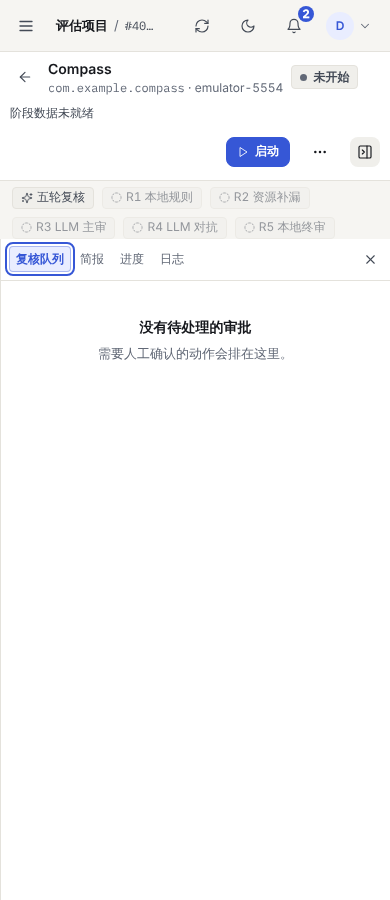 评估项目 / #40…
2
D
Compass
com.example.compass · emulator-5554
未开始
阶段数据未就绪
启动
五轮复核 R1 本地规则 R2 资源补漏
R3 LLM 主审 R4 LLM 对抗 R5 本地终审
复核队列 简报 进度 日志
没有待处理的审批
需要人工确认的动作会排在这里。